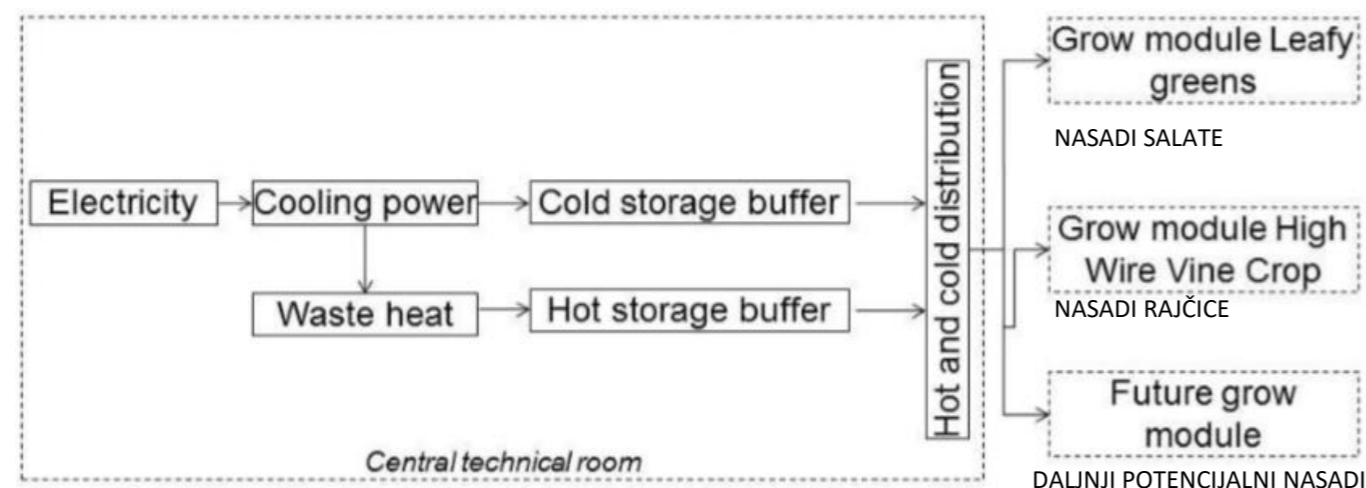 Electricity
Cooling power
Cold storage buffer
Waste heat
Hot storage buffer
Hot and cold distribution
Central technical room
Grow module Leafy
greens
NASADI SALATE
Grow module High
Wire Vine Crop
NASADI RAJČICE
Future grow
module
DALJNJI POTENCIJALNI NASADI